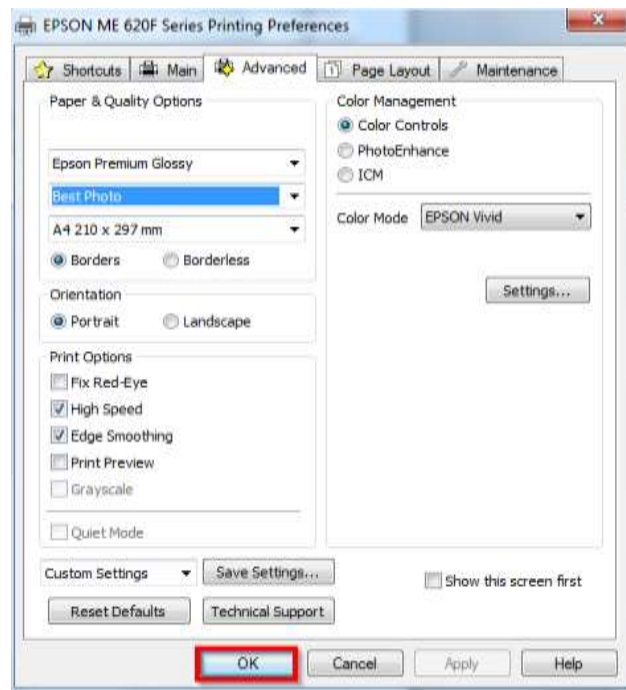 EPSON ME 620F Series Printing Preferences
Shortcuts Main Advanced Page Layout Maintenance
Paper & Quality Options
Epson Premium Glossy
Best Photo
A4 210 x 297 mm
Borders Borderless
Orientation
Portrait Landscape
Print Options
Fix Red-Eye
High Speed
Edge Smoothing
Print Preview
Grayscale
Quiet Mode
Color Management
Color Controls
PhotoEnhance
ICM
Color Mode EPSON Vivid
Settings...
Custom Settings Save Settings...
Show this screen first
Reset Defaults Technical Support
OK Cancel Apply Help